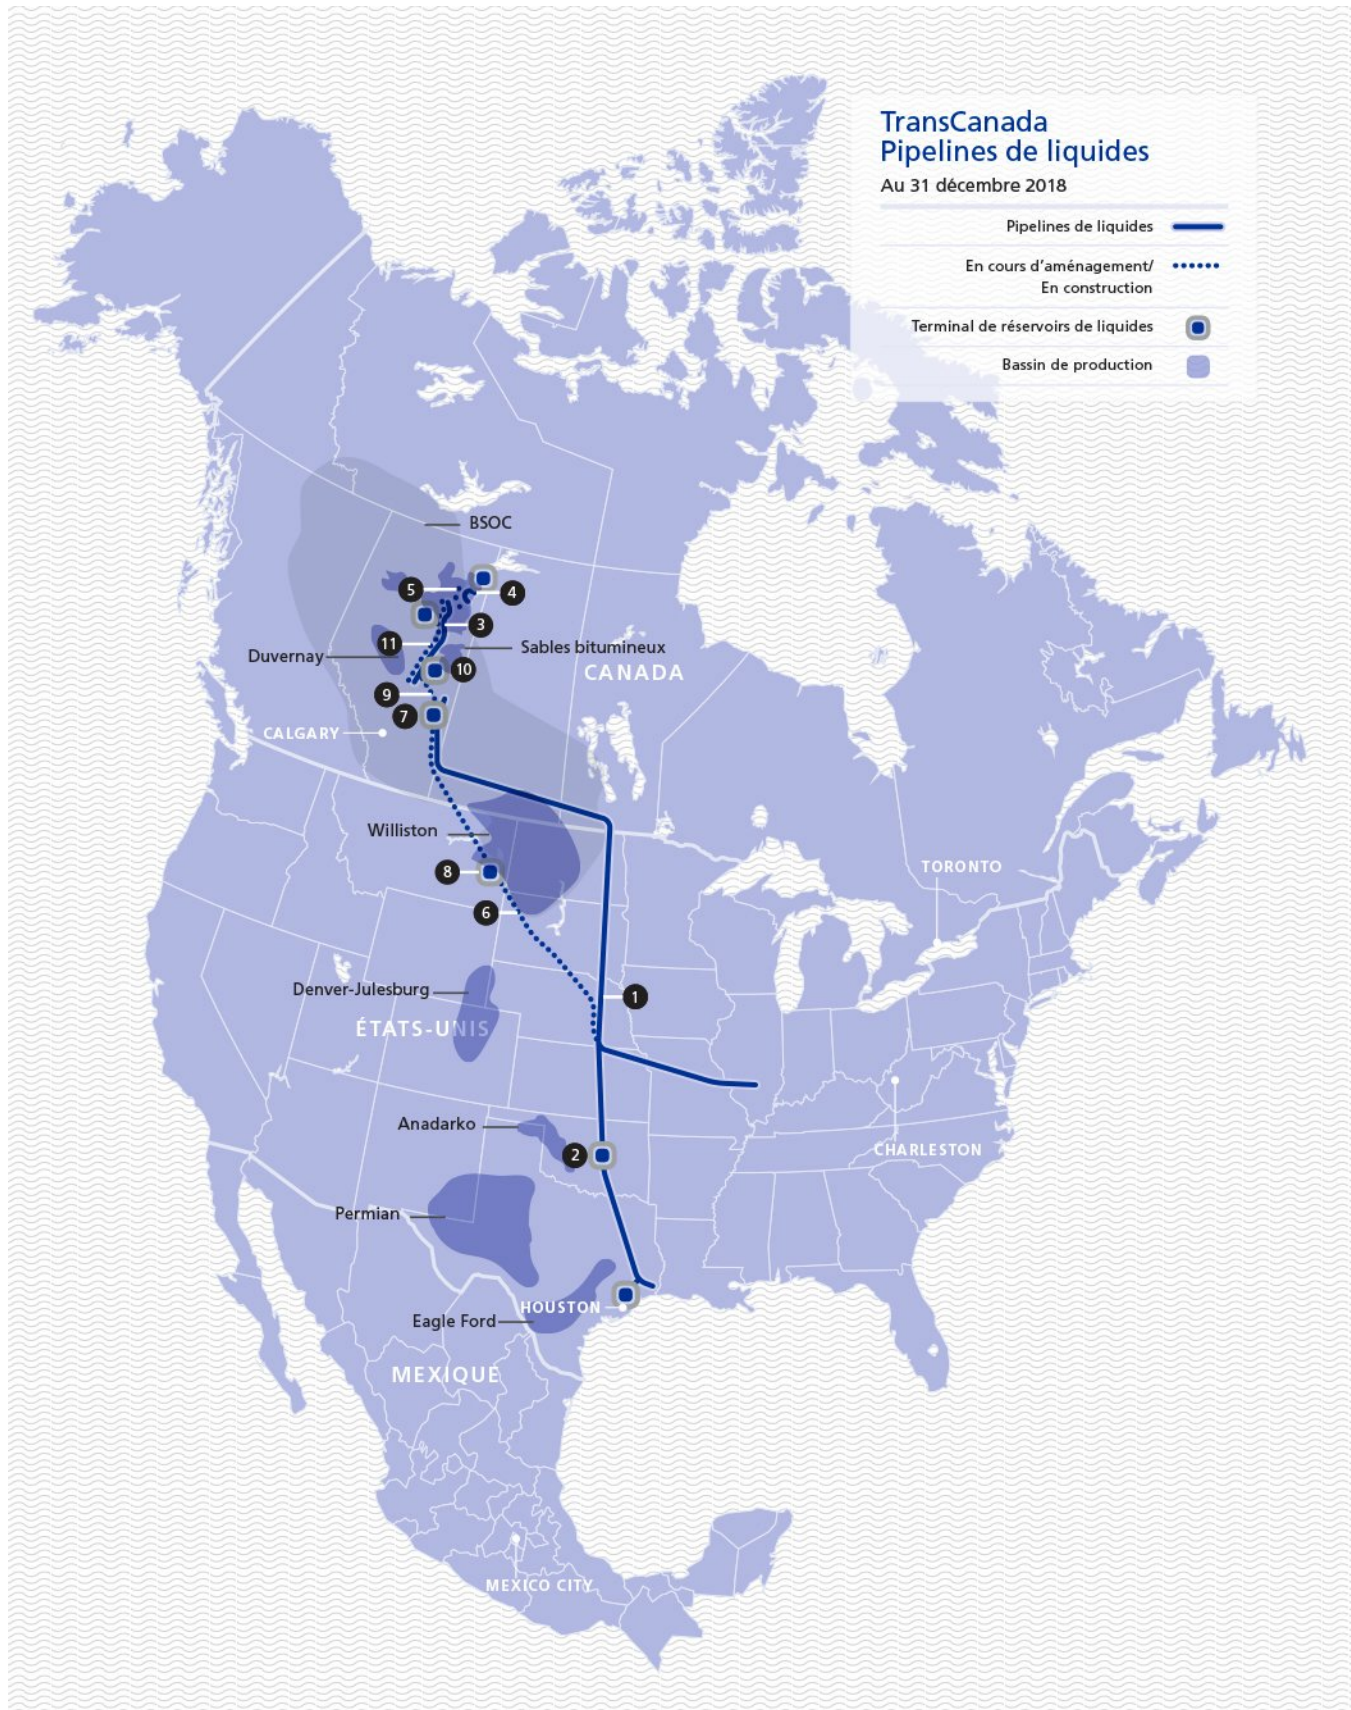 TransCanada
Pipelines de liquides
Au 31 décembre 2018
Pipelines de liquides
En cours d'aménagement/
En construction
Terminal de réservoirs de liquides
Bassin de production
BSOC
5
4
3
11
Sables bitumineux
Duvernay
10
CANADA
9
7
CALGARY
Williston
8
TORONTO
6
Denver-Julesburg
1
ÉTATS-UNIS
Anadarko
2
CHARLESTON
Permian
HOUSTON
Eagle Ford
MEXIQUE
MEXICO CITY